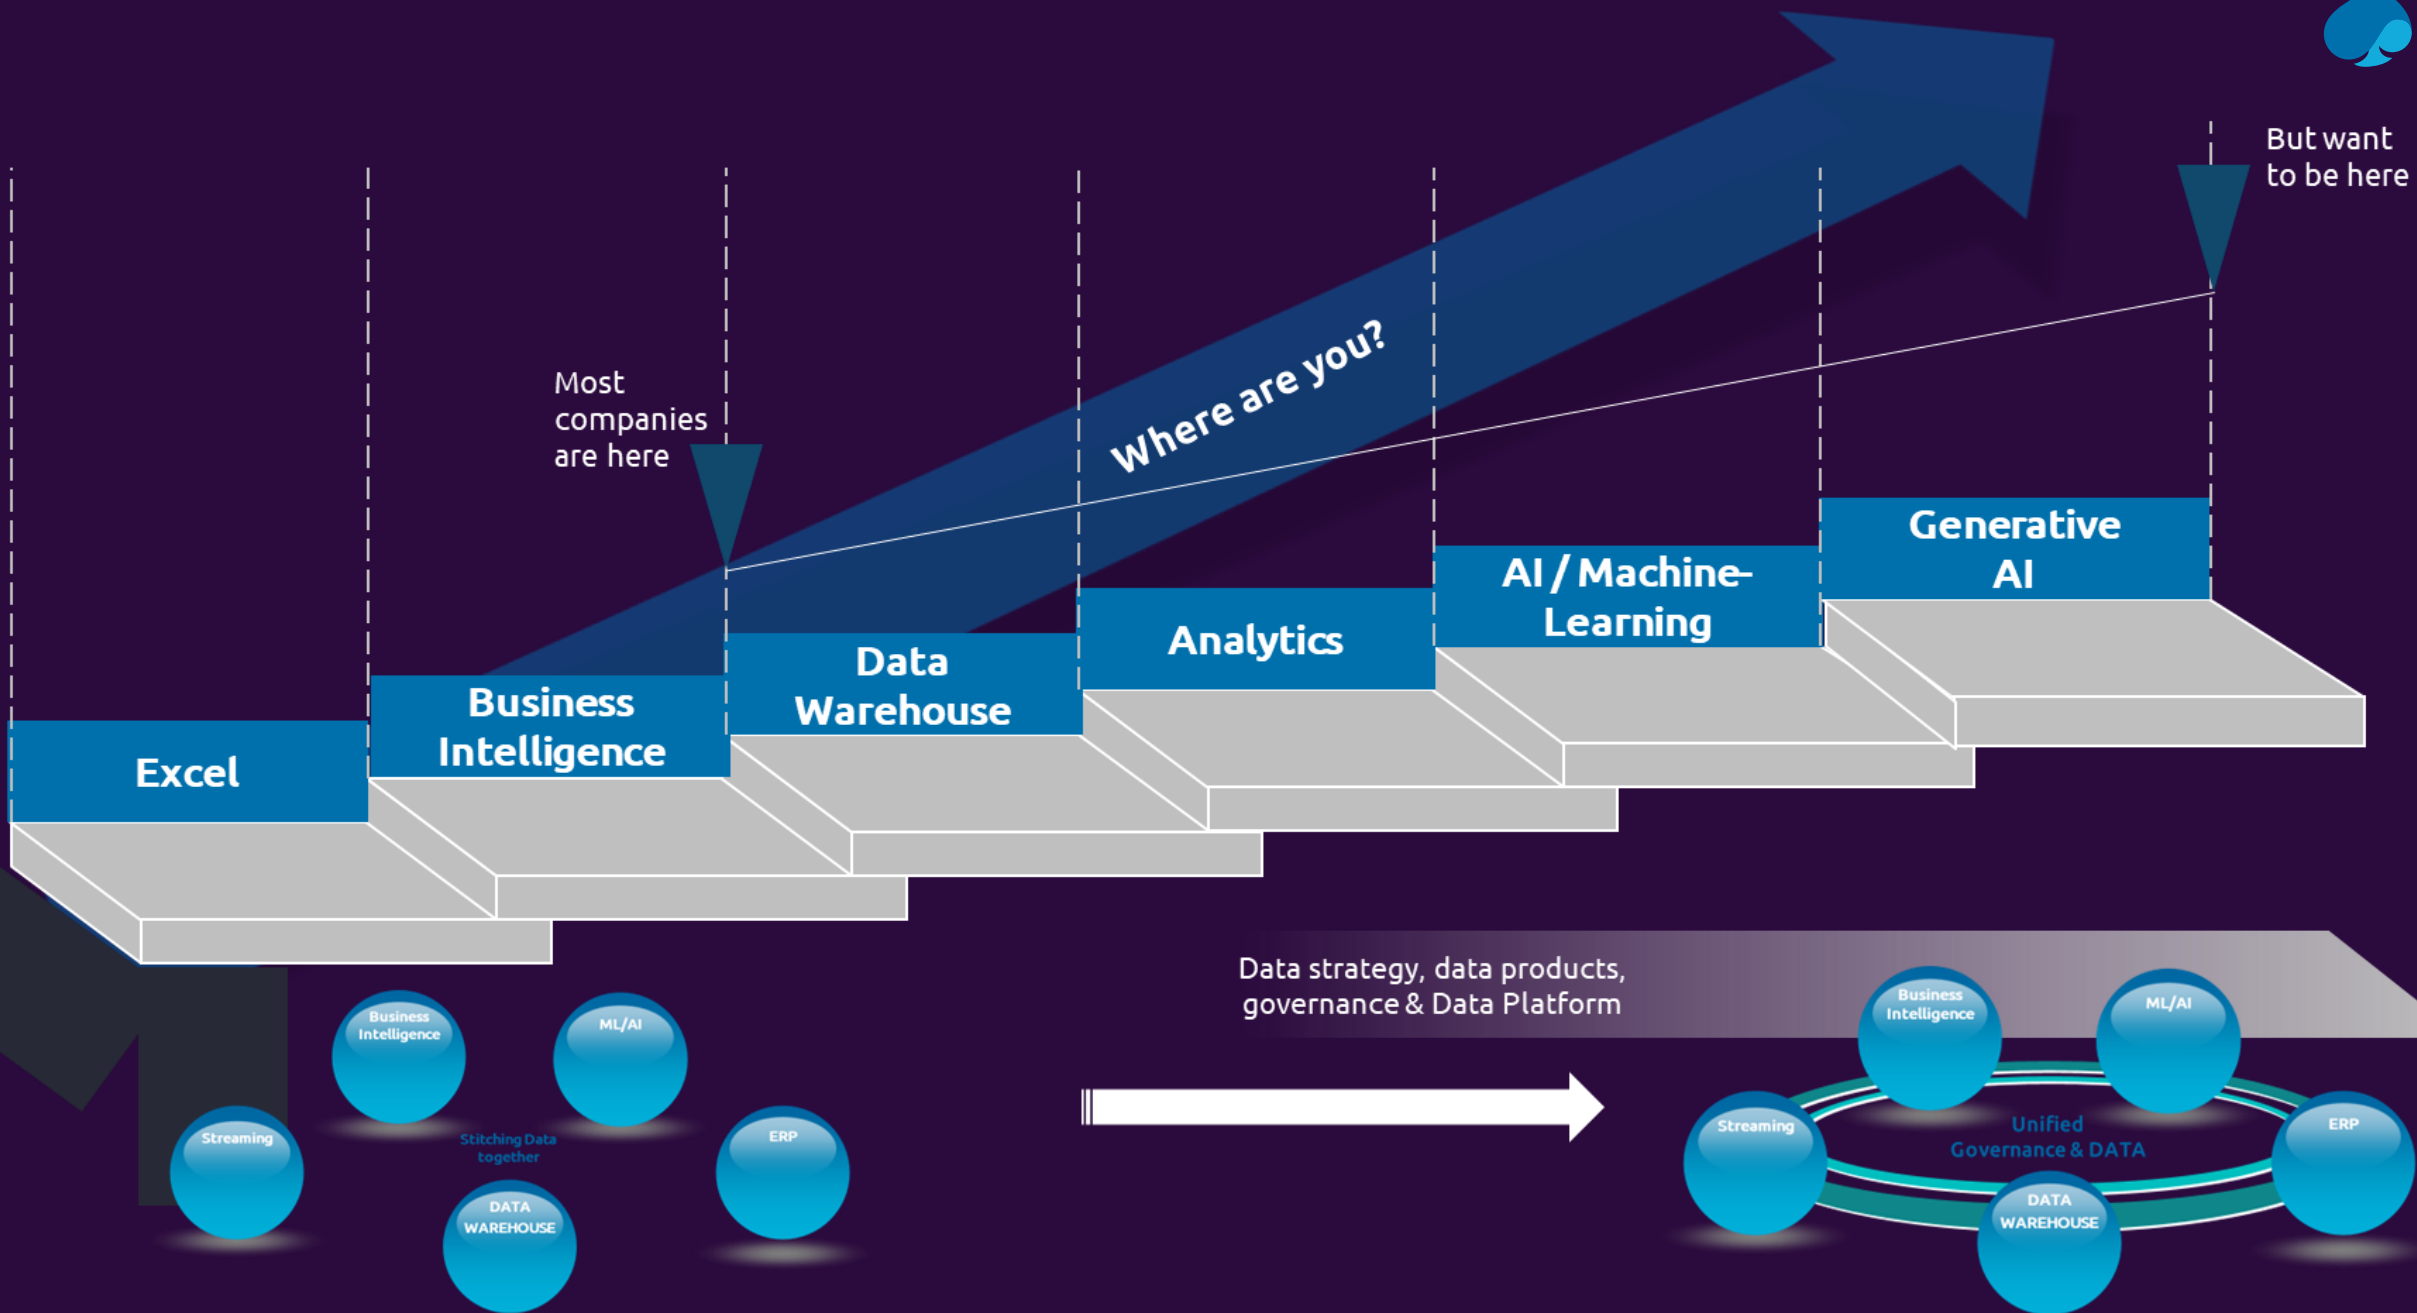 But want
to be here
Most
companies
are here
Where are you?
Generative
AI
AI / Machine-
Learning
Analytics
Data
Warehouse
Business
Intelligence
Excel
Data strategy, data products,
governance & Data Platform
Business
Intelligence
ML/AI
Streaming
Stitching Data
together
ERP
DATA
WAREHOUSE
Business
Intelligence
ML/AI
Streaming
Unified
Governance & DATA
ERP
DATA
WAREHOUSE